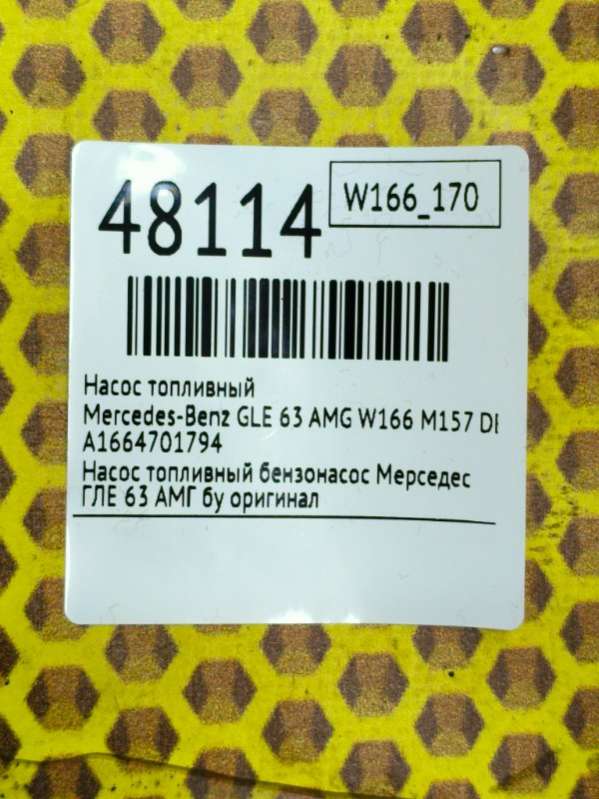 48114
W166_170
Насос топливный
Mercedes-Benz GLE 63 AMG W166 M157 DE
A1664701794
Насос топливный бензонасос Мерседес
ГЛЕ 63 АМГ бу оригинал